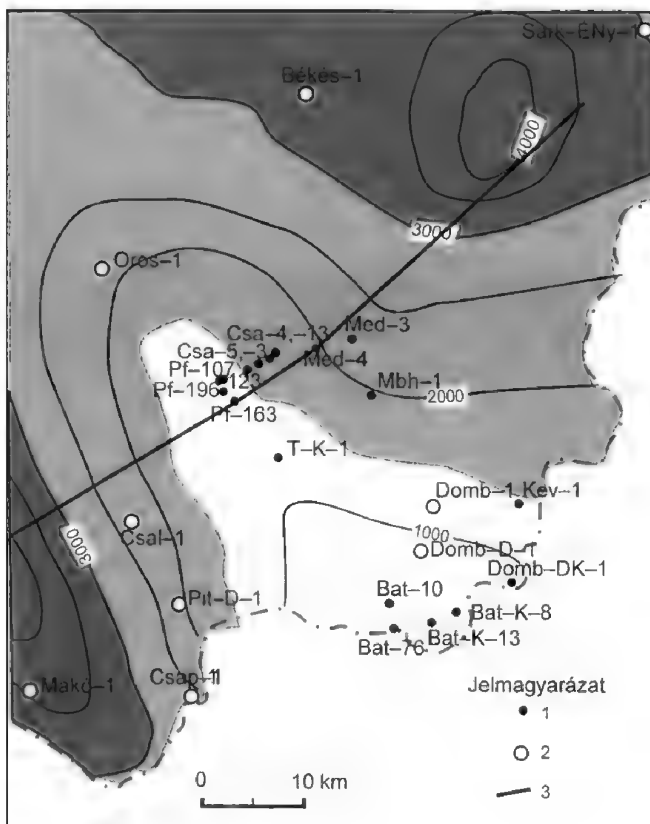 Sark-ÉNy-1
Békés-1
4000
3000
Oros-1
Csa-4,-13
Med-3
Csa-5,-3
Med-4
Pf-107
123
Pf-196
Mbh-1
2000
Pf-163
T-K-1
Domb-1
Kev-1
3000
Csal-1
1000
Domb-D-1
Domb-DK-1
Pit-D-1
Bat-10
Bat-K-8
Bat-K-13
Bat-76
Makó-1
Csap-1
Jelmagyarázat
1
2
3
0
10 km